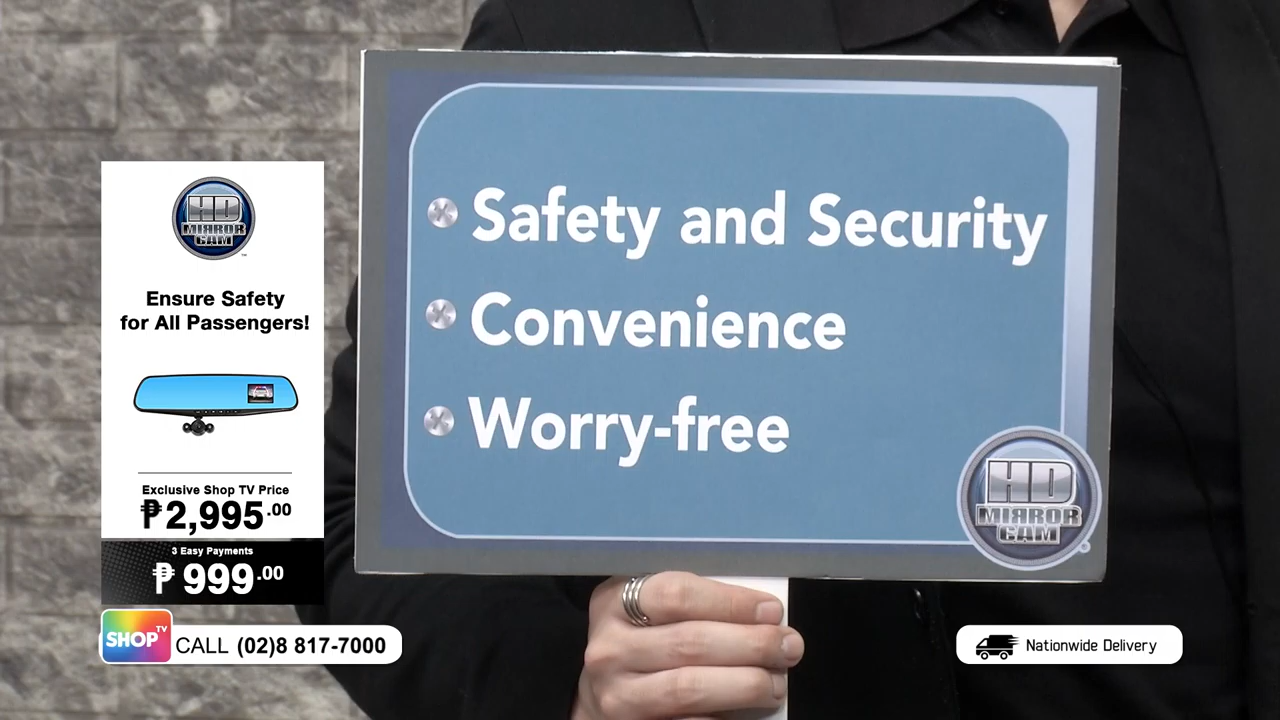 HD
MIRROR
CAM
™
Ensure Safety
for All Passengers!
Exclusive Shop TV Price
₱2,995.00
3 Easy Payments
₱ 999.00
SHOP TV
CALL (02)8 817-7000
Safety and Security
Convenience
Worry-free
HD
MIRROR
CAM
Nationwide Delivery